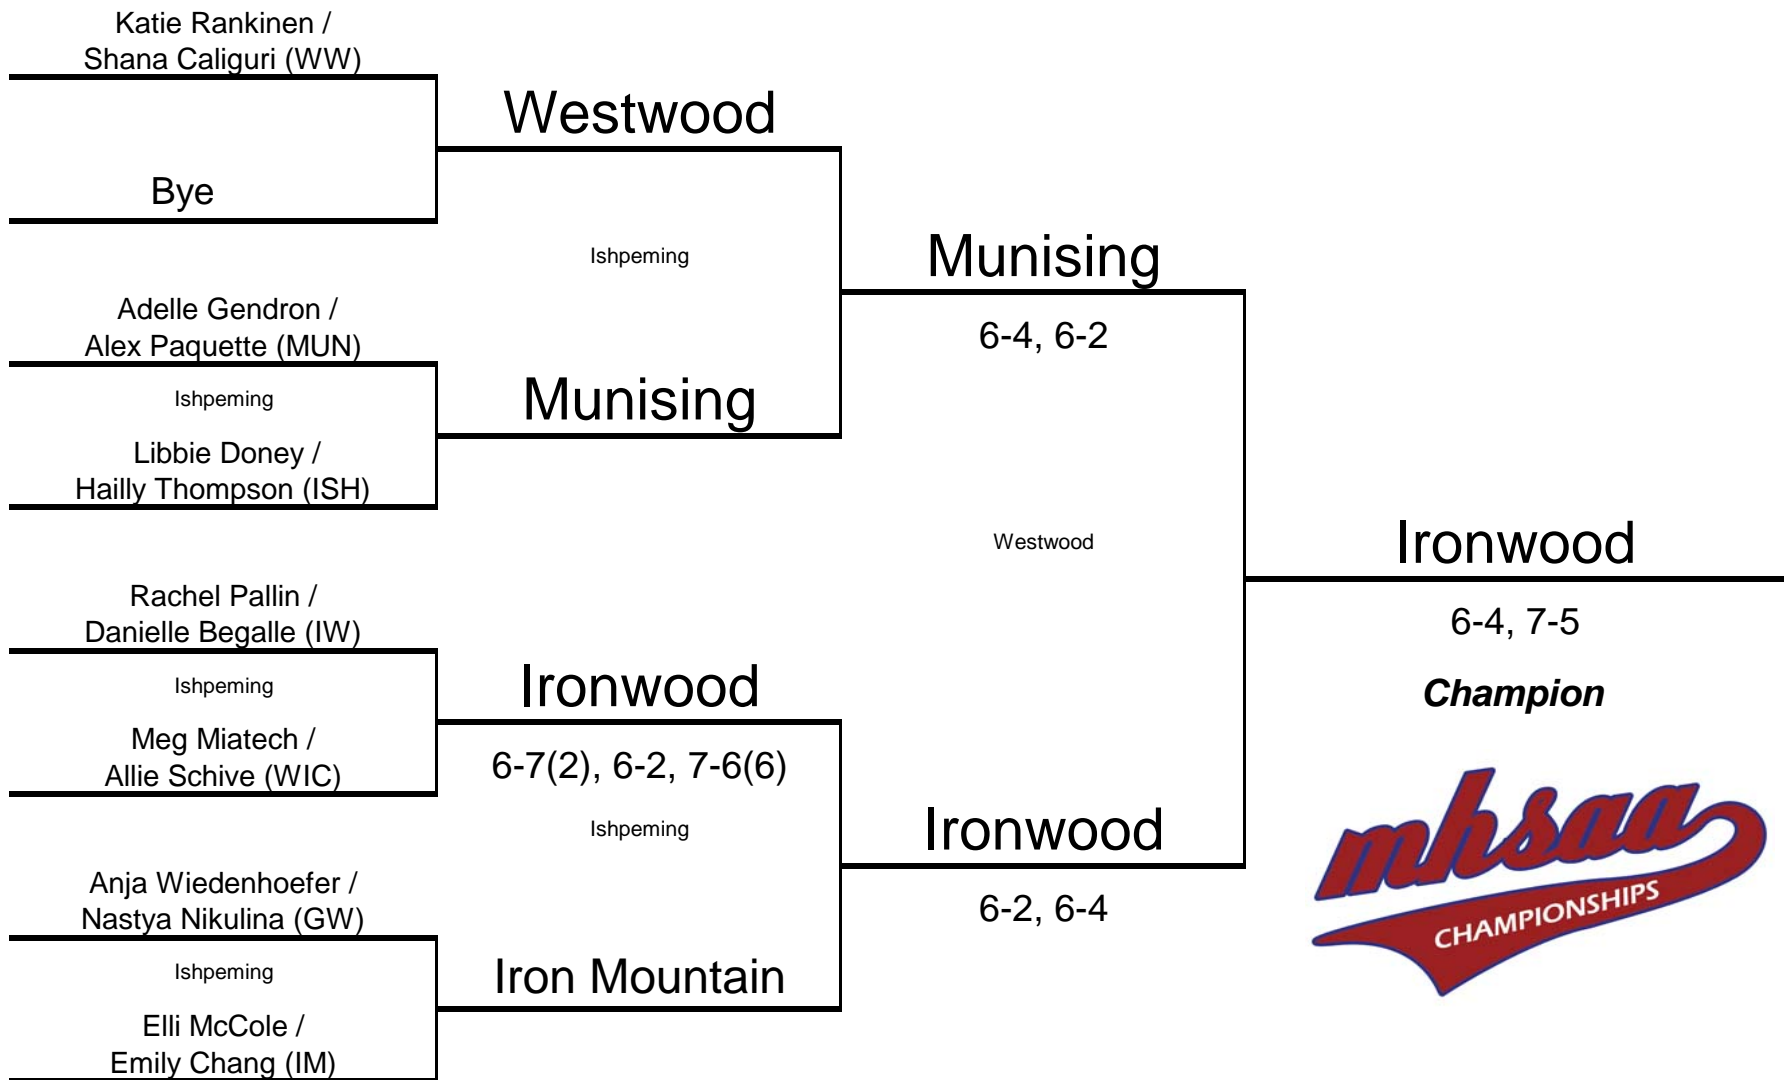 Katie Rankinen /
Shana Caliguri (WW)
Bye
Adelle Gendron /
Alex Paquette (MUN)
Ishpeming
Libbie Doney /
Hailly Thompson (ISH)
Rachel Pallin /
Danielle Begalle (IW)
Ishpeming
Meg Miatech /
Allie Schive (WIC)
Anja Wiedenhoefer /
Nastya Nikulina (GW)
Ishpeming
Elli McCole /
Emily Chang (IM)
Westwood
Ishpeming
Munising
Ironwood
6-7(2), 6-2, 7-6(6)
Ishpeming
Iron Mountain
Munising
6-4, 6-2
Westwood
Ironwood
6-2, 6-4
Ironwood
6-4, 7-5
Champion
mhsaa
CHAMPIONSHIPS